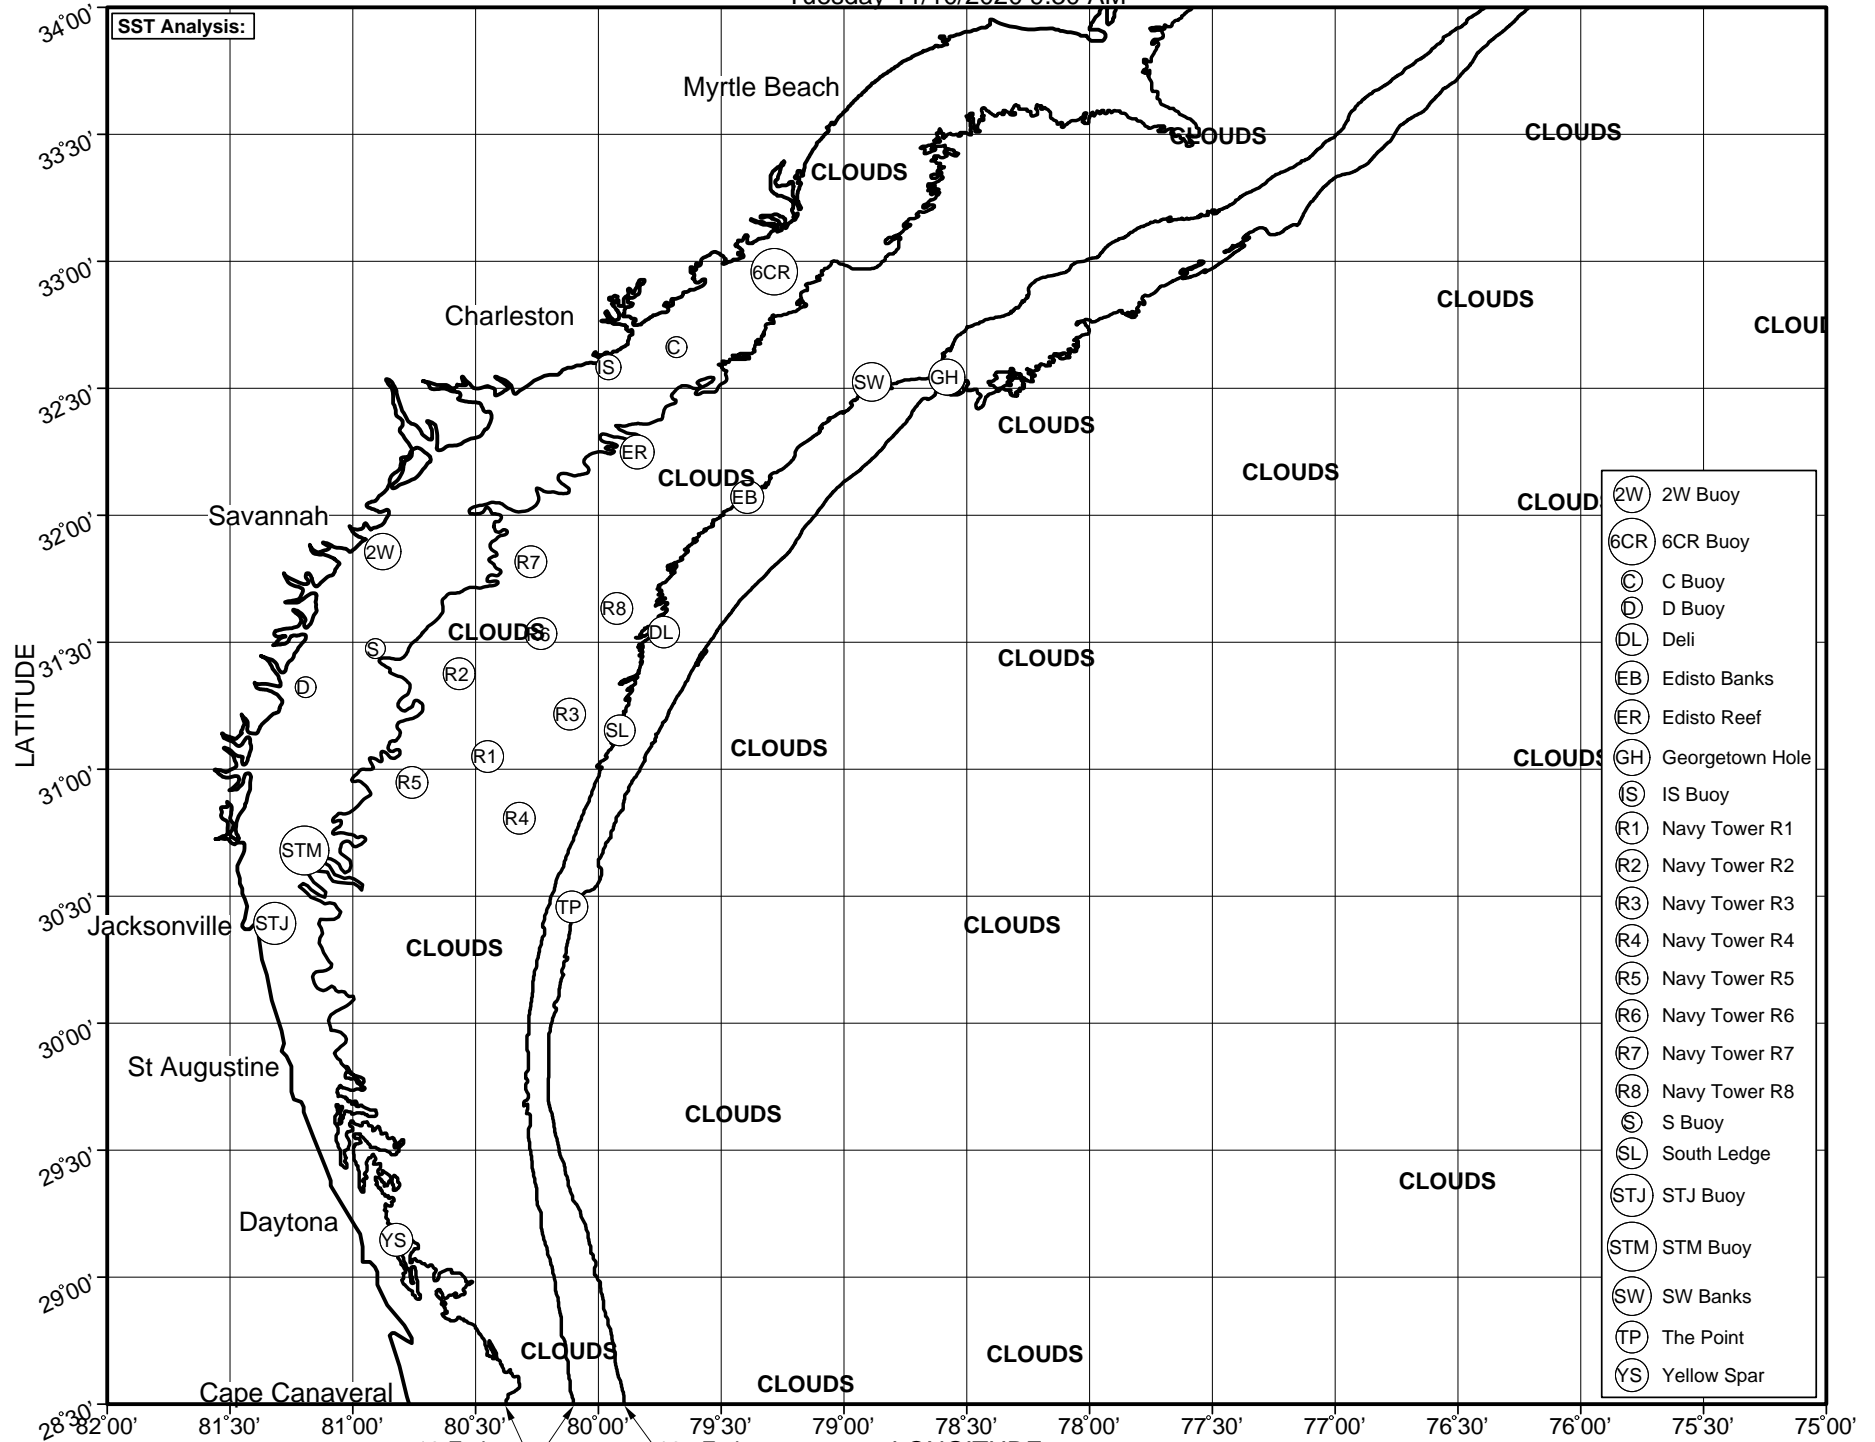 SST Analysis:
34°00’
Myrtle Beach
CLOUDS
CLOUDS
33°30’
CLOUDS
6CR
33°00’
CLOUDS
Charleston
CLOUD
C
IS
SW
GH
32°30’
CLOUDS
ER
CLOUDS
CLOUDS
EB
CLOUDS
Savannah
32°00’
2W
R7
R8
CLOUDS
R6
DL
31°30’
S
CLOUDS
R2
D
R3
SL
LATITUDE
CLOUDS
R1
CLOUDS
31°00’
R5
R4
STM
30°30’
TP
Jacksonville
STJ
CLOUDS
CLOUDS
30°00’
St Augustine
CLOUDS
29°30’
CLOUDS
Daytona
YS
29°00’
CLOUDS
CLOUDS
CLOUDS
Cape Canaveral
28°30’
2W 2W Buoy
6CR 6CR Buoy
C C Buoy
D D Buoy
DL Deli
EB Edisto Banks
ER Edisto Reef
GH Georgetown Hole
IS IS Buoy
R1 Navy Tower R1
R2 Navy Tower R2
R3 Navy Tower R3
R4 Navy Tower R4
R5 Navy Tower R5
R6 Navy Tower R6
R7 Navy Tower R7
R8 Navy Tower R8
S S Buoy
SL South Ledge
STJ STJ Buoy
STM STM Buoy
SW SW Banks
TP The Point
YS Yellow Spar
82°00’ 81°30’ 81°00’ 80°30’ 80°00’ 79°30’ 79°00’ 78°30’ 78°00’ 77°30’ 77°00’ 76°30’ 76°00’ 75°30’ 75°00’